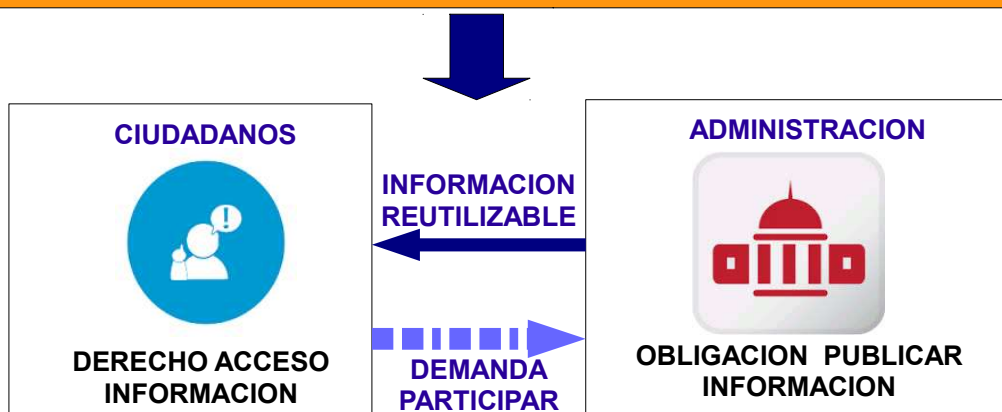 CIUDADANOS
DERECHO ACCESO
INFORMACION
INFORMACION
REUTILIZABLE
DEMANDA
PARTICIPAR
ADMINISTRACION
OBLIGACION PUBLICAR
INFORMACION